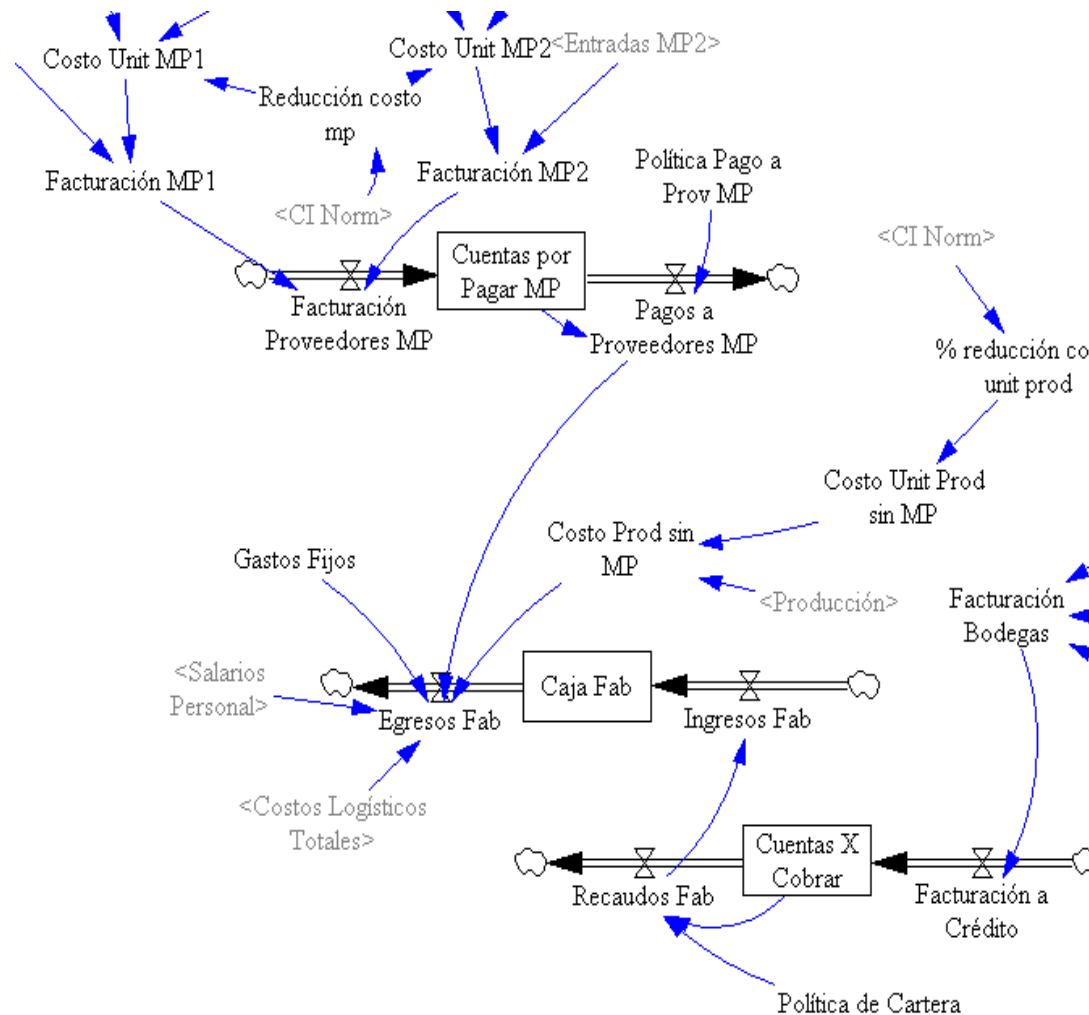 Costo Unit MP1
Costo Unit MP2
<Entradas MP2>
Reducción costo
mp
Facturación MP1
Facturación MP2
Política Pago a
Prov MP
<CI Norm>
<CI Norm>
Cuentas por
Pagar MP
Facturación
Proveedores MP
Pagos a
Proveedores MP
% reducción co
unit prod
Costo Unit Prod
sin MP
Costo Prod sin
MP
Gastos Fijos
<Producción>
Facturación
Bodegas
<Salarios
Personal>
Caja Fab
Egresos Fab
Ingresos Fab
<Costos Logísticos
Totales>
Cuentas X
Cobrar
Recaudos Fab
Facturación a
Crédito
Política de Cartera